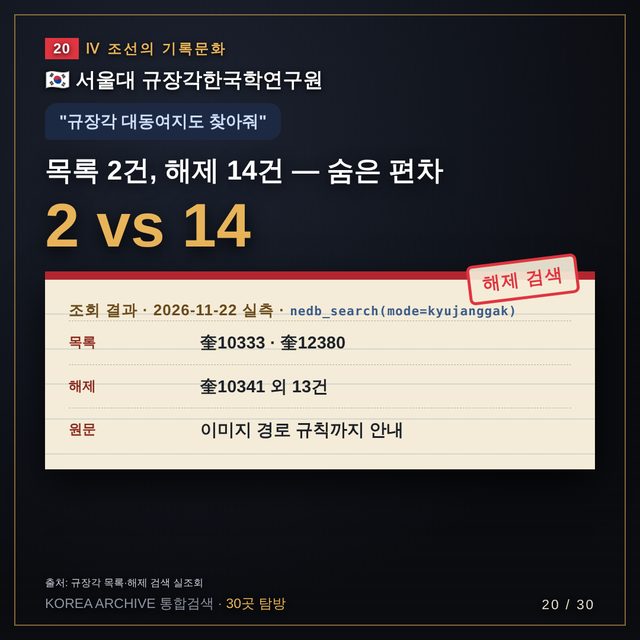 20 Ⅳ 조선의 기록문화
🇰🇷 서울대 규장각한국학연구원
"규장각 대동여지도 찾아줘"
목록 2건, 해제 14건 — 숨은 편차
2 vs 14
해제 검색
조회 결과 · 2026-11-22 실측 · nedb_search(mode=kyujanggak)
목록 奎10333 · 奎12380
해제 奎10341 외 13건
원문 이미지 경로 규칙까지 안내
출처: 규장각 목록·해제 검색 실조회
KOREA ARCHIVE 통합검색 · 30곳 탐방
20 / 30